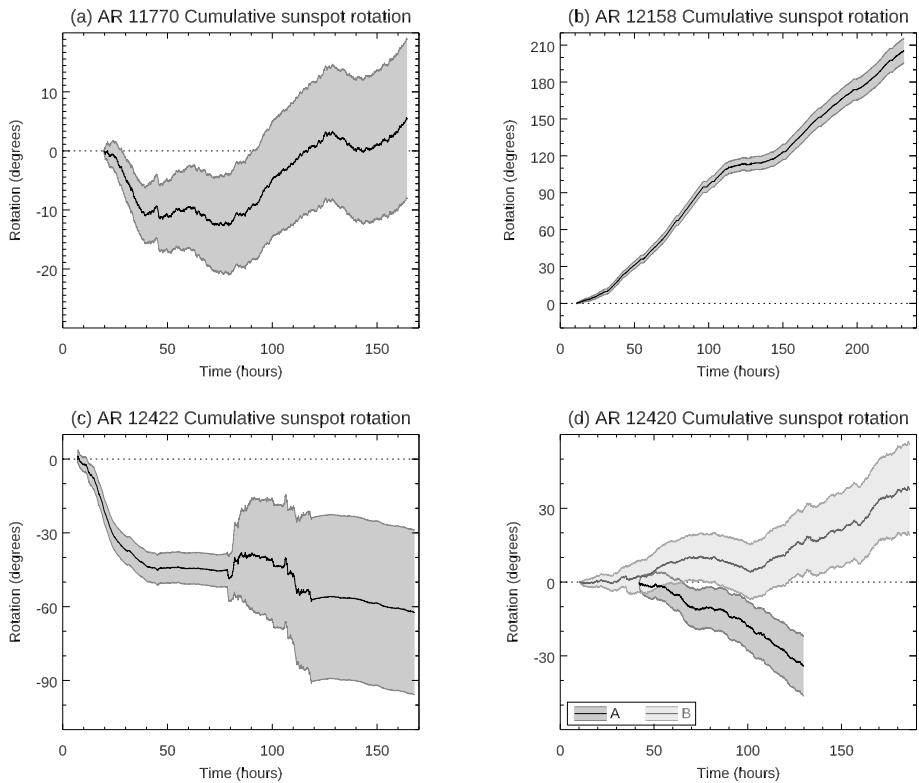 (a) AR 11770 Cumulative sunspot rotation
Rotation (degrees)
10
0
-10
-20
0 50 100 150
Time (hours)
(b) AR 12158 Cumulative sunspot rotation
Rotation (degrees)
210
180
150
120
90
60
30
0
0 50 100 150 200
Time (hours)
(c) AR 12422 Cumulative sunspot rotation
Rotation (degrees)
0
-30
-60
-90
0 50 100 150
Time (hours)
(d) AR 12420 Cumulative sunspot rotation
Rotation (degrees)
30
0
-30
A B
0 50 100 150
Time (hours)